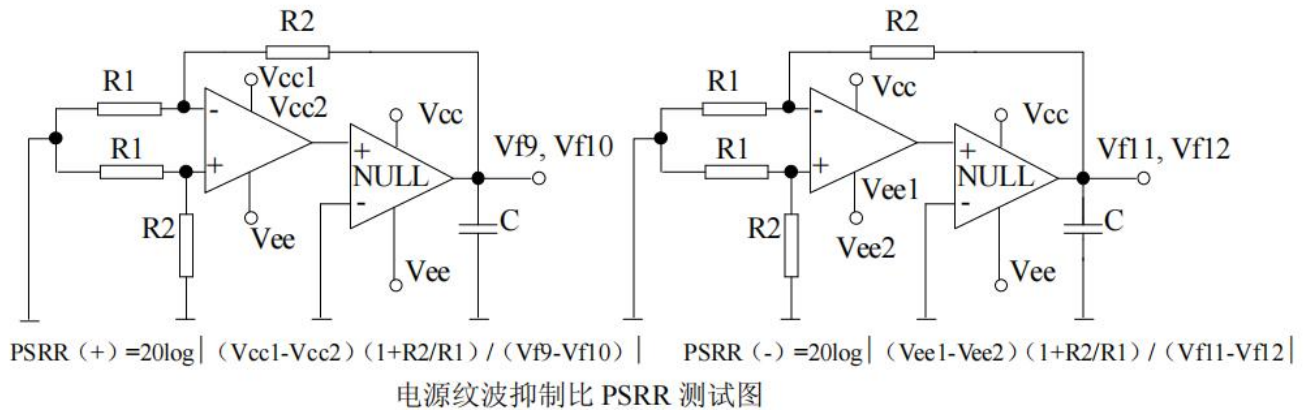 R2
R1
Vcc1
Vcc2
-
R1
+
Vcc
+
NULL
-
Vf9, Vf10
R2
Vee
Vee
C
R2
R1
Vcc
-
R1
+
Vcc
+
NULL
-
Vf11, Vf12
Vee1
R2
Vee2
Vee
C
PSRR（+）=20log|（Vcc1-Vcc2）(1+R2/R1)/（Vf9-Vf10）|
PSRR（-）=20log|（Vee1-Vee2）(1+R2/R1)/（Vf11-Vf12|
电源纹波抑制比 PSRR 测试图